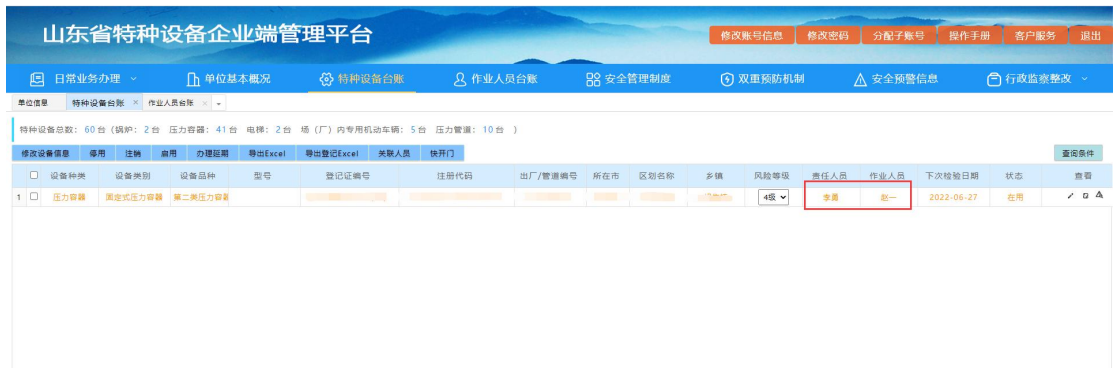 山东省特种设备企业端管理平台
修改账号信息 修改密码 分配子账号 操作手册 客户服务 退出
日常业务办理 单位基本概况 特种设备台账 作业人员台账 安全管理制度 双重预防机制 安全预警信息 行政监察整改
单位信息 特种设备台账 × 作业人员台账 ×
特种设备总数: 60台 (锅炉: 2台 压力容器: 41台 电梯: 2台 场（厂）内专用机动车辆: 5台 压力管道: 10台 )
修改设备信息 停用 注销 启用 办理延期 导出Excel 导出登记Excel 关联人员 快开门 查询条件
设备种类 设备类别 设备品种 型号 登记证编号 注册代码 出厂/管道编号 所在市 区划名称 乡镇 风险等级 责任人员 作业人员 下次检验日期 状态 查看
1 压力容器 固定式压力容器 第二类压力容器 4级 李勇 赵一 2022-06-27 在用